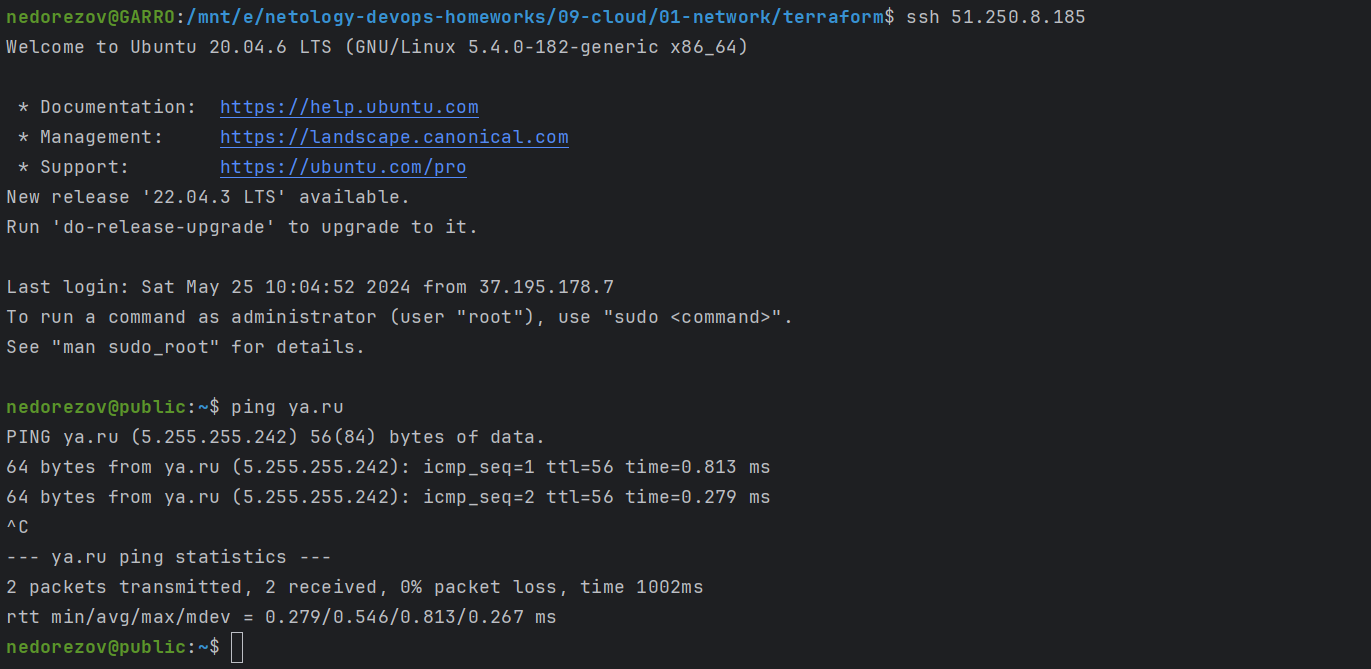 nedorezov@GARRO:/mnt/e/netology-devops-homeworks/09-cloud/01-network/terraform$ ssh 51.250.8.185
Welcome to Ubuntu 20.04.6 LTS (GNU/Linux 5.4.0-182-generic x86_64)
 * Documentation:  https://help.ubuntu.com
 * Management:     https://landscape.canonical.com
 * Support:        https://ubuntu.com/pro
New release '22.04.3 LTS' available.
Run 'do-release-upgrade' to upgrade to it.
Last login: Sat May 25 10:04:52 2024 from 37.195.178.7
To run a command as administrator (user "root"), use "sudo <command>".
See "man sudo_root" for details.
nedorezov@public:~$ ping ya.ru
PING ya.ru (5.255.255.242) 56(84) bytes of data.
64 bytes from ya.ru (5.255.255.242): icmp_seq=1 ttl=56 time=0.813 ms
64 bytes from ya.ru (5.255.255.242): icmp_seq=2 ttl=56 time=0.279 ms
^C
--- ya.ru ping statistics ---
2 packets transmitted, 2 received, 0% packet loss, time 1002ms
rtt min/avg/max/mdev = 0.279/0.546/0.813/0.267 ms
nedorezov@public:~$